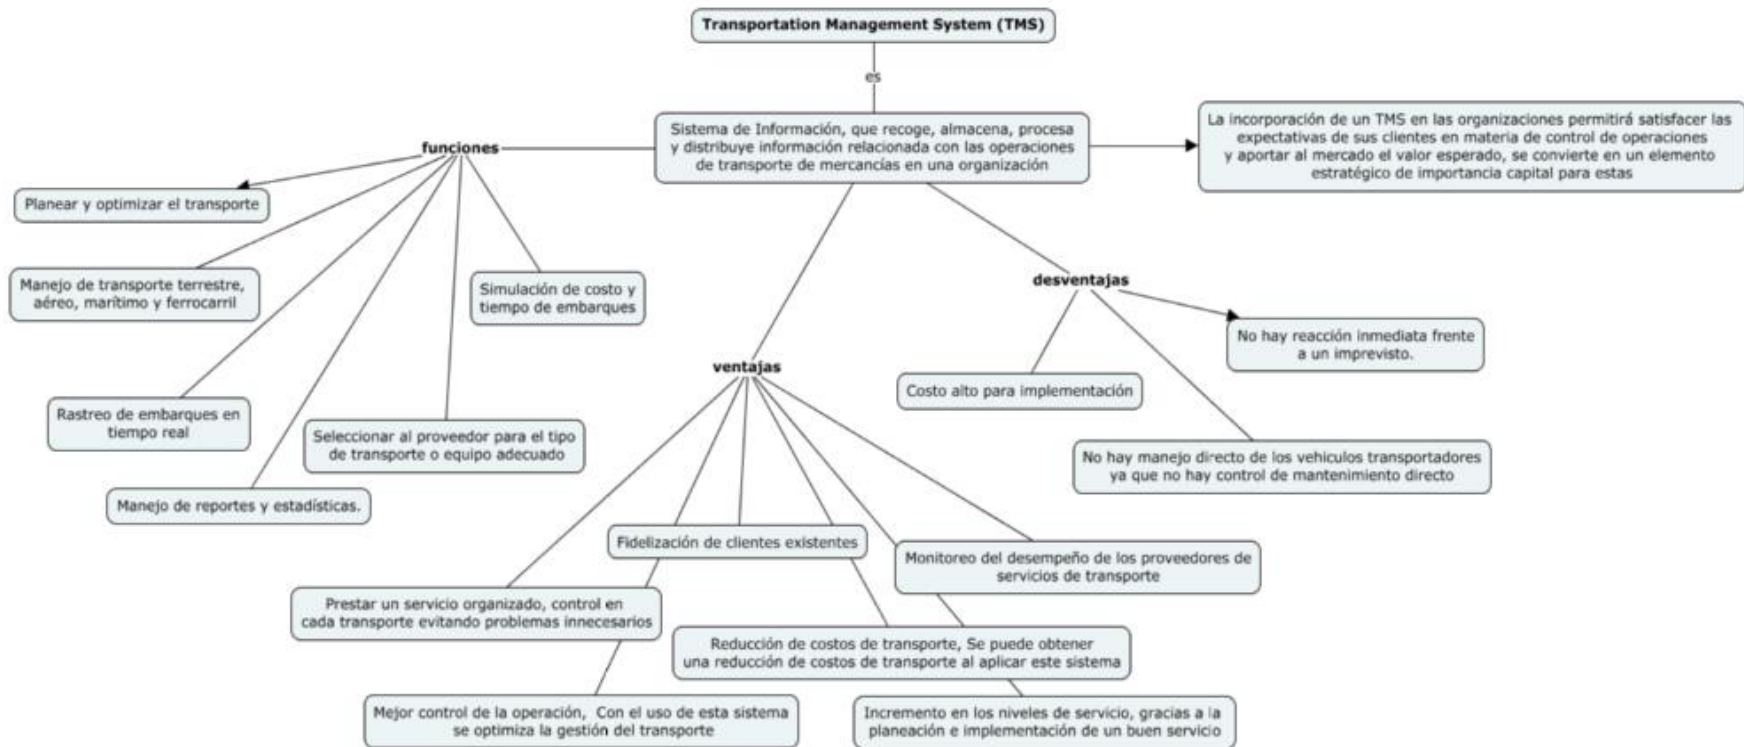 Transportation Management System (TMS)
es
Sistema de Información, que recoge, almacena, procesa
y distribuye información relacionada con las operaciones
de transporte de mercancías en una organización
La incorporación de un TMS en las organizaciones permitirá satisfacer las
expectativas de sus clientes en materia de control de operaciones
y aportar al mercado el valor esperado, se convierte en un elemento
estratégico de importancia capital para estas
funciones
Planear y optimizar el transporte
Manejo de transporte terrestre,
aéreo, marítimo y ferrocarril
Simulación de costo y
tiempo de embarques
Rastreo de embarques en
tiempo real
Seleccionar al proveedor para el tipo
de transporte o equipo adecuado
Manejo de reportes y estadísticas.
desventajas
No hay reacción inmediata frente
a un imprevisto.
Costo alto para implementación
No hay manejo directo de los vehiculos transportadores
ya que no hay control de mantenimiento directo
ventajas
Fidelización de clientes existentes
Monitoreo del desempeño de los proveedores de
servicios de transporte
Prestar un servicio organizado, control en
cada transporte evitando problemas innecesarios
Reducción de costos de transporte, Se puede obtener
una reducción de costos de transporte al aplicar este sistema
Mejor control de la operación, Con el uso de esta sistema
se optimiza la gestión del transporte
Incremento en los niveles de servicio, gracias a la
planeación e implementación de un buen servicio